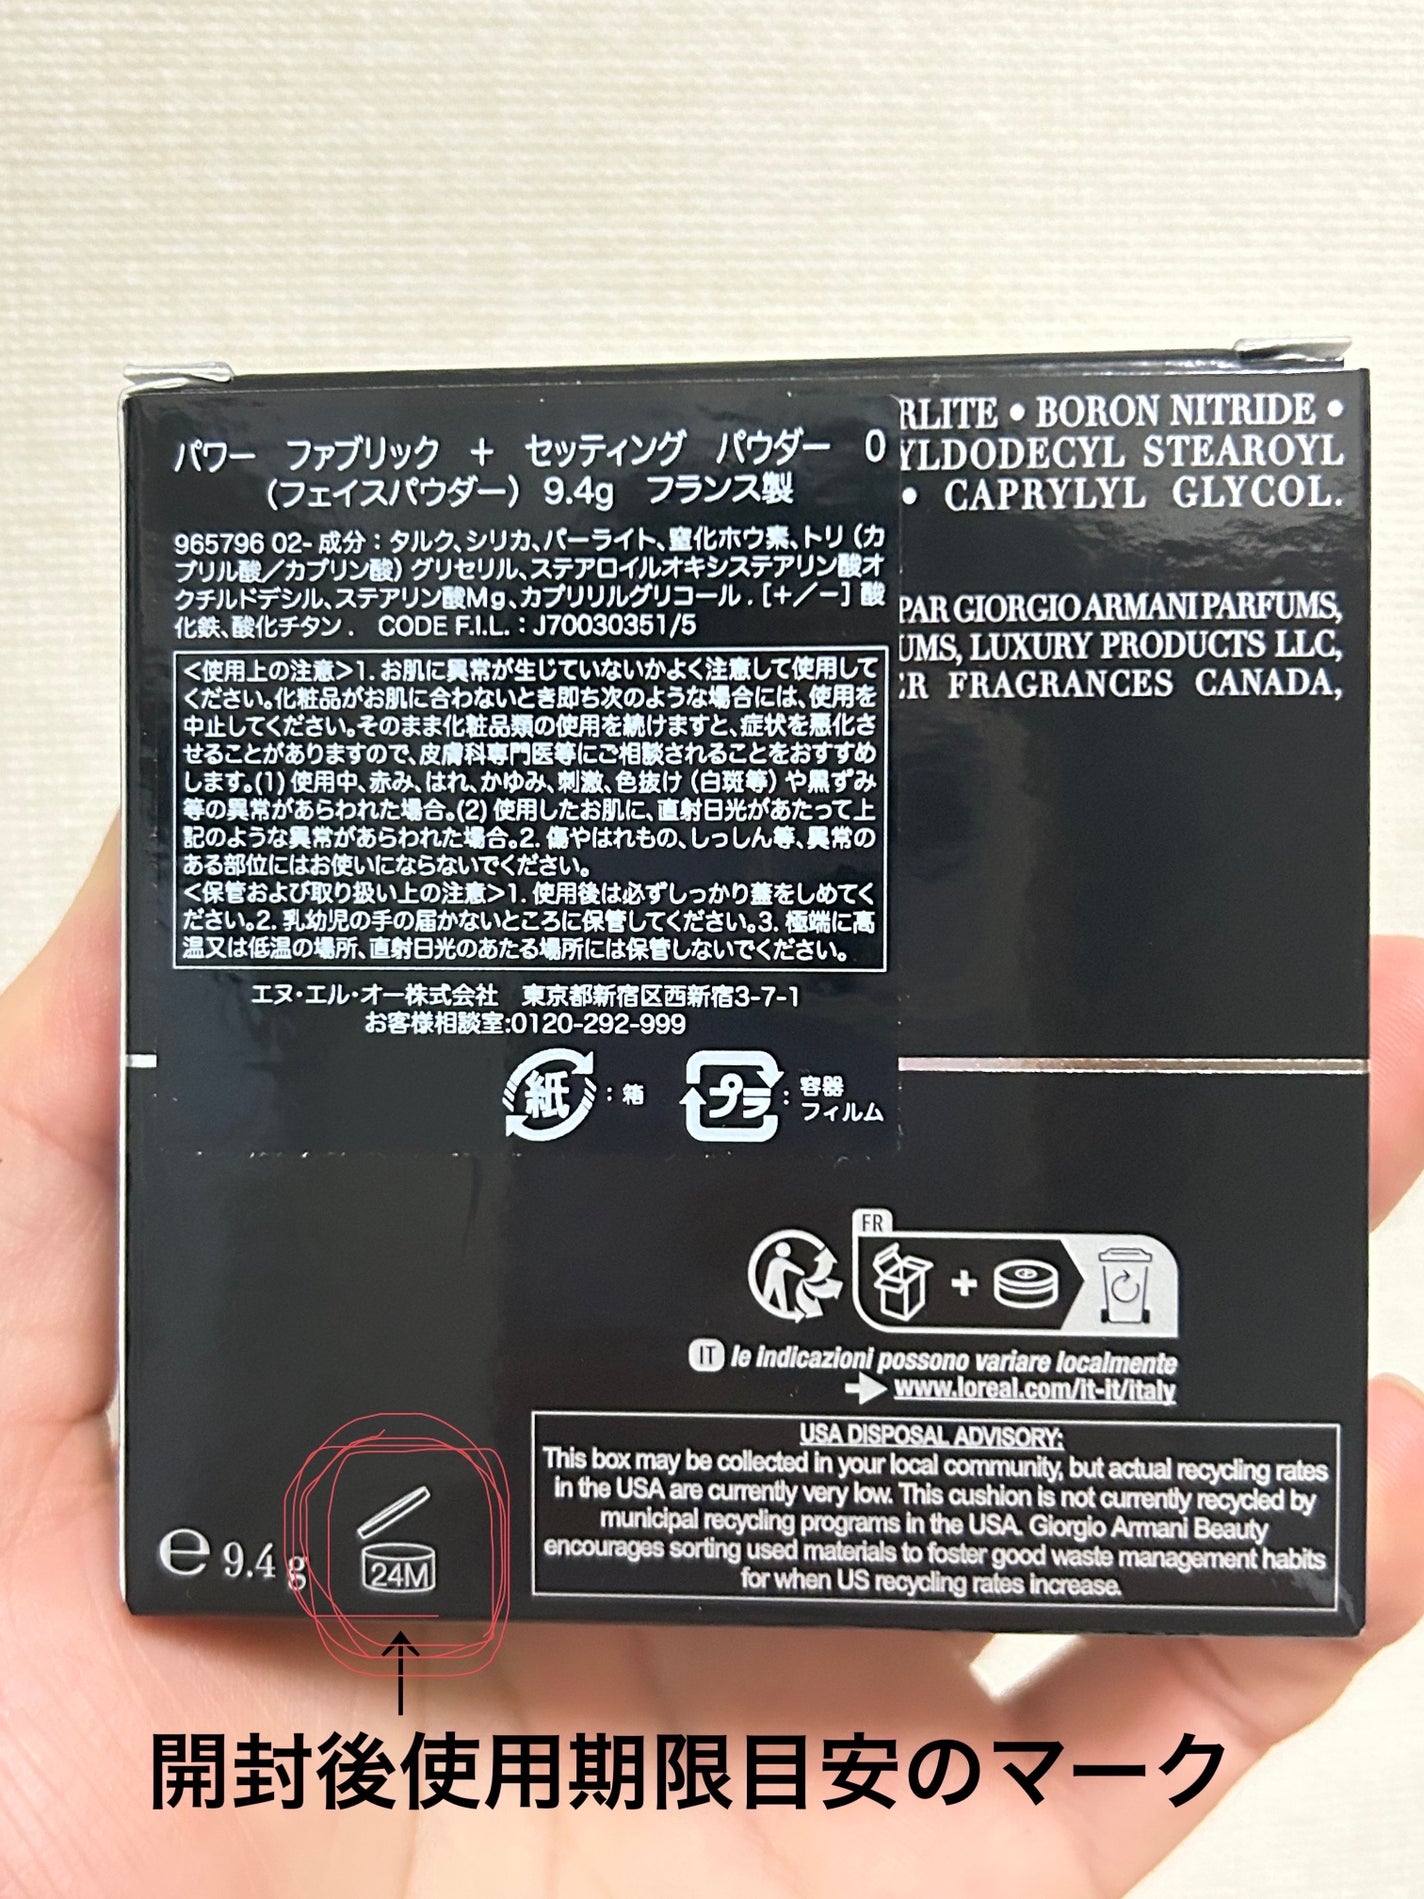 パワー ファブリック + セッティング パウダー 0
(フェイスパウダー) 9.4g フランス製
965796 02- 成分：タルク、シリカ、パーライト、窒化ホウ素、トリ（カ
プリル酸／カプリン酸）グリセリル、ステアロイルオキシステアリン酸オ
クチルドデシル、ステアリン酸Mg、カプリリルグリコール．［＋／－］酸
化鉄、酸化チタン． CODE F.I.L.：J70030351/5
<使用上の注意>1. お肌に異常が生じていないかよく注意して使用して
ください。化粧品がお肌に合わないとき即ち次のような場合には、使用を
中止してください。そのまま化粧品類の使用を続けますと、症状を悪化さ
せることがありますので、皮膚科専門医等にご相談されることをおすすめ
します。(1) 使用中、赤み、はれ、かゆみ、刺激、色抜け（白斑等）や黒ずみ
等の異常があらわれた場合。(2) 使用したお肌に、直射日光があたって上
記のような異常があらわれた場合。2. 傷やはれもの、しっしん等、異常の
ある部位にはお使いにならないでください。
<保管および取り扱い上の注意>1. 使用後は必ずしっかり蓋をしめてく
ださい。2. 乳幼児の手の届かないところに保管してください。3. 極端に高
温又は低温の場所、直射日光のあたる場所には保管しないでください。
エヌ・エル・オー株式会社 東京都新宿区西新宿3-7-1
お客様相談室:0120-292-999
紙：箱 プラ：容器
フィルム
RLITE • BORON NITRIDE •
YLDODECYL STEAROYL
• CAPRYLYL GLYCOL.
PAR GIORGIO ARMANI PARFUMS,
UMS, LUXURY PRODUCTS LLC,
R FRAGRANCES CANADA,
FR
+
IT le indicazioni possono variare localmente
www.loreal.com/it-it/italy
USA DISPOSAL ADVISORY:
This box may be collected in your local community, but actual recycling rates
in the USA are currently very low. This cushion is not currently recycled by
municipal recycling programs in the USA. Giorgio Armani Beauty
encourages sorting used materials to foster good waste management habits
for when US recycling rates increase.
℮ 9.4 g
24M
開封後使用期限目安のマーク